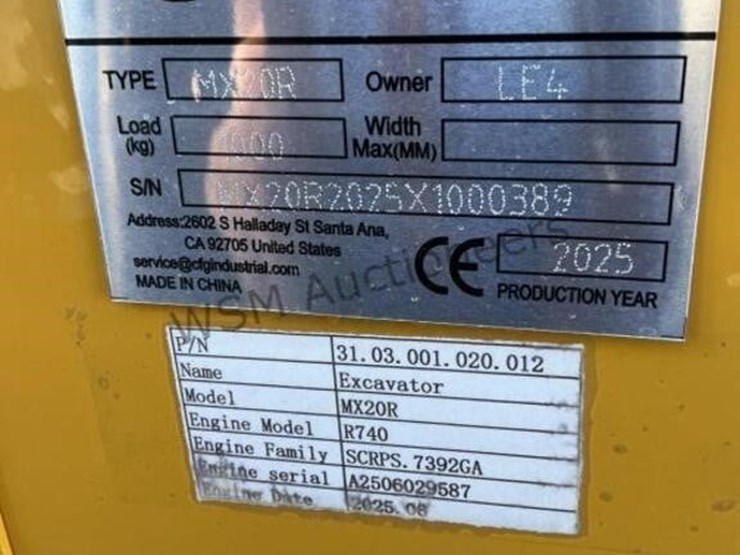 TYPE MX20R Owner LE4
Load (kg) 1000 Width Max(MM)
S/N MX20R2025X1000389
Address:2602 S Halladay St Santa Ana,
CA 92705 United States
service@cfgindustrial.com
MADE IN CHINA
CE 2025
PRODUCTION YEAR
WSM Auctioneers
P/N 31.03.001.020.012
Name Excavator
Model MX20R
Engine Model R740
Engine Family SCRPS.7392GA
Engine serial A2506029587
Engine Date 2025.08